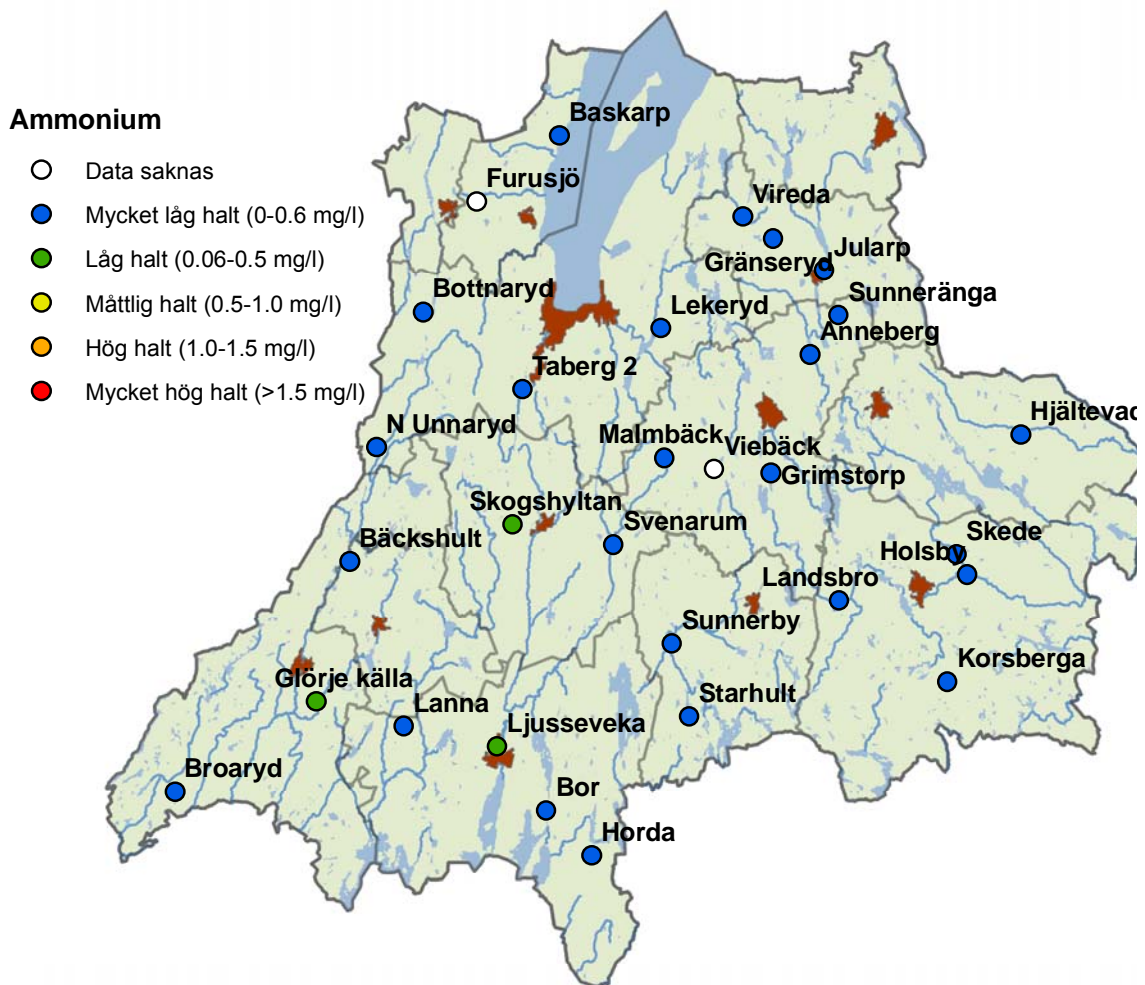 Ammonium
Data saknas
Mycket låg halt (0-0.6 mg/l)
Låg halt (0.06-0.5 mg/l)
Måttlig halt (0.5-1.0 mg/l)
Hög halt (1.0-1.5 mg/l)
Mycket hög halt (>1.5 mg/l)
Baskarp
Furusjö
Vireda
Gränseryd
Jularp
Bottnaryd
Lekeryd
Sunneränga
Anneberg
Taberg 2
Hjältevad
N Unnaryd
Malmbäck
Viebäck
Grimstorp
Skogshyltan
Svenarum
Bäckshult
Skede
Holsby
Landsbro
Sunnerby
Korsberga
Glörje källa
Lanna
Starhult
Ljusseveka
Broaryd
Bor
Horda